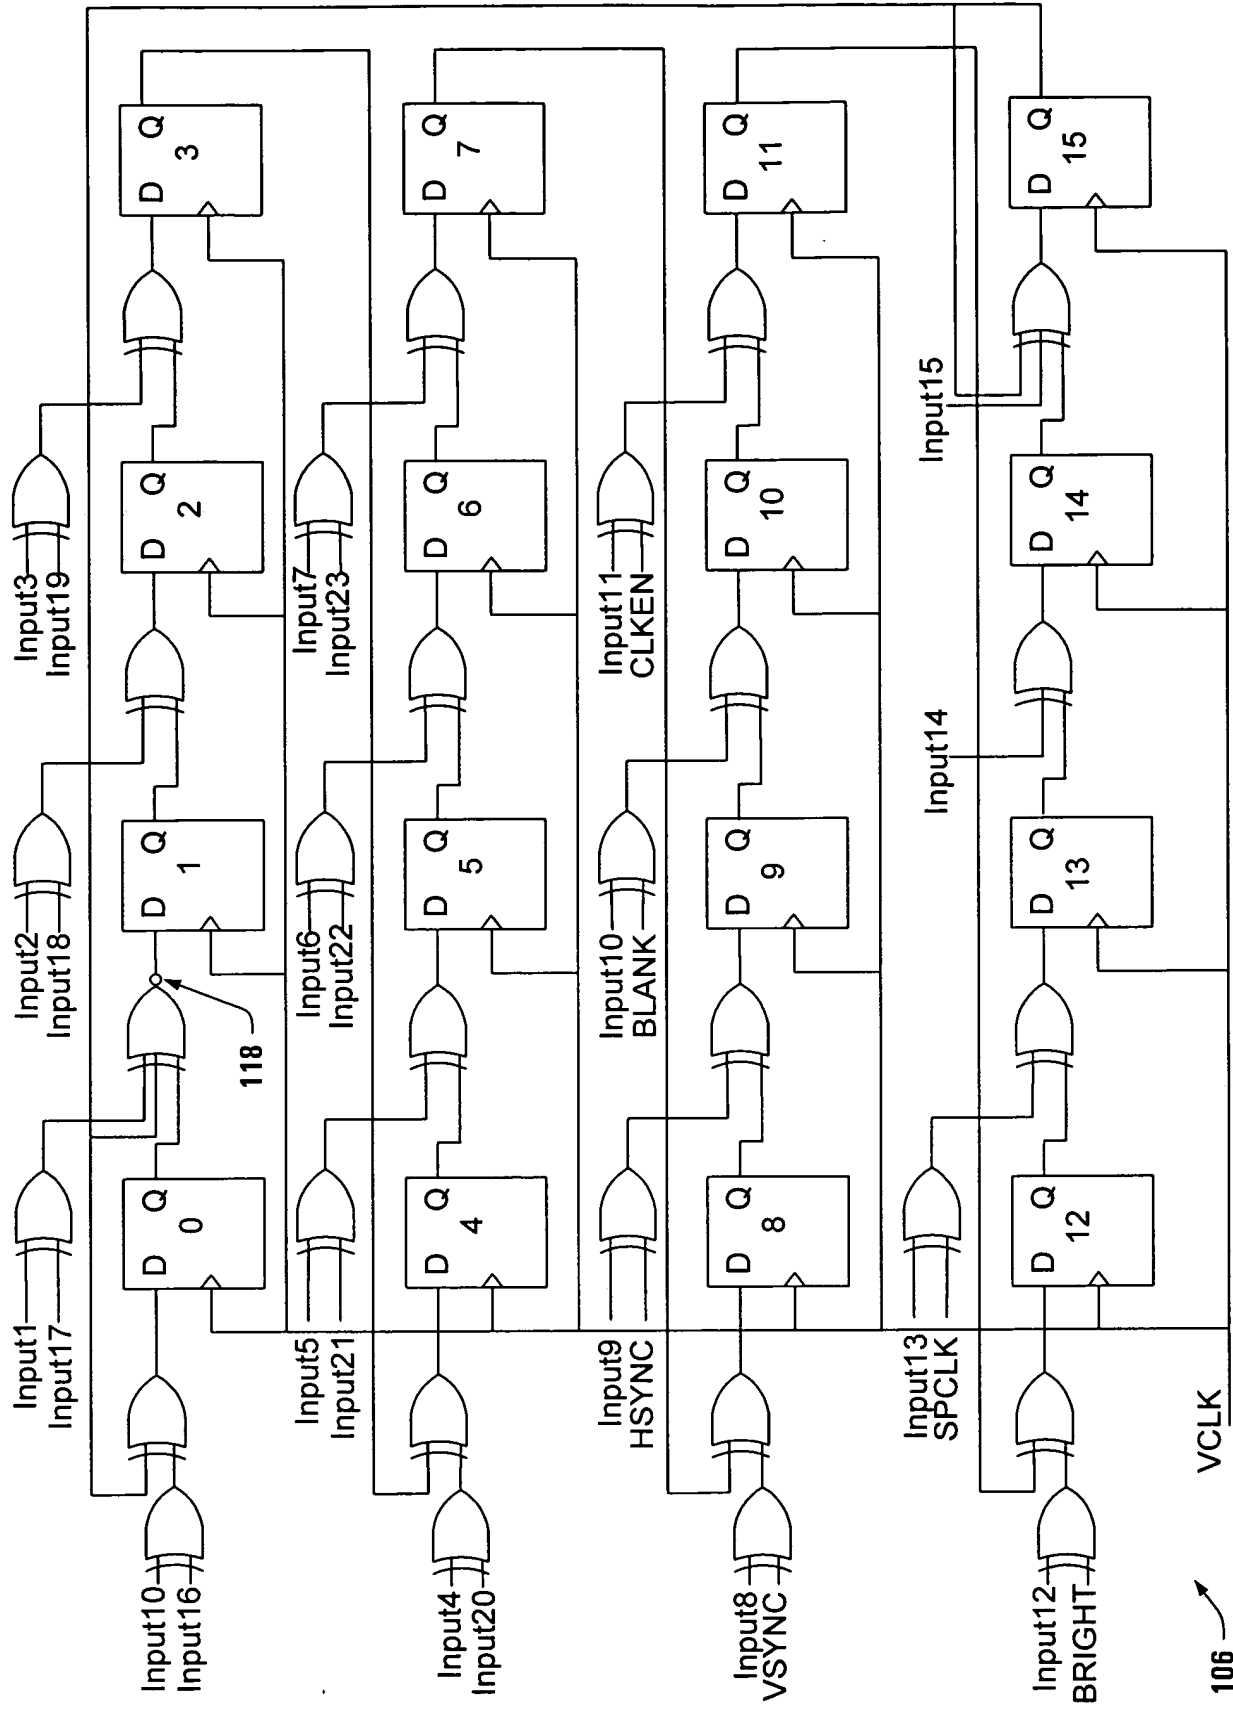 Input3
Input19
Input2
Input18
Input1
Input17
Input10
Input16
D Q
0
D Q
1
118
D Q
2
D Q
3
Input7
Input23
Input6
Input22
Input5
Input21
Input4
Input20
D Q
4
D Q
5
D Q
6
D Q
7
Input11
CLKEN
Input10
BLANK
Input9
HSYNC
Input8
VSYNC
D Q
8
D Q
9
D Q
10
D Q
11
Input15
Input14
Input13
SPCLK
Input12
BRIGHT
D Q
12
D Q
13
D Q
14
D Q
15
VCLK
106